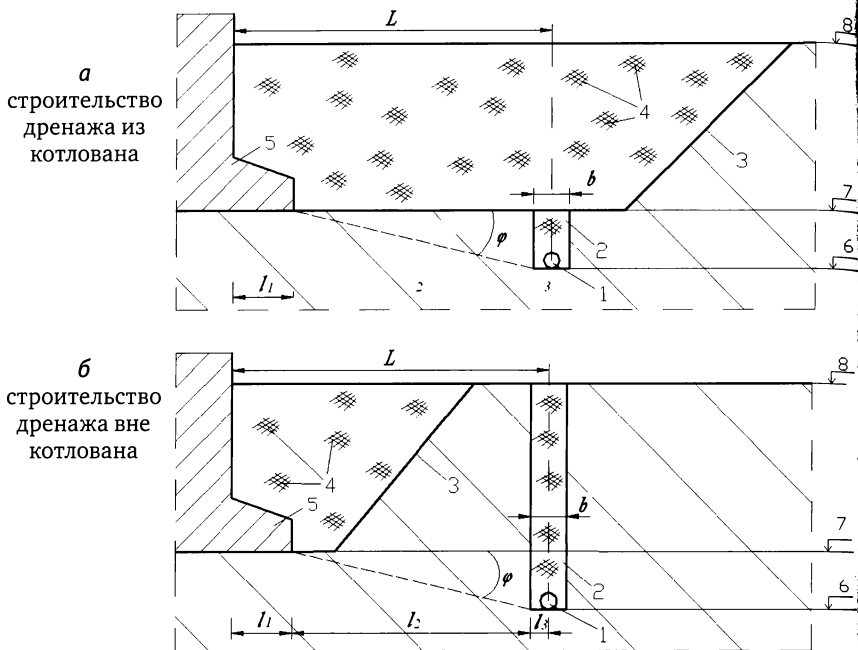 L
8
а
строительство
дренажа из
котлована
4
5
3
b
7
φ
2
6
l1
2
3
1
L
б
строительство
дренажа вне
котлована
8
4
3
5
b
7
φ
2
6
l1
l2
l3
1